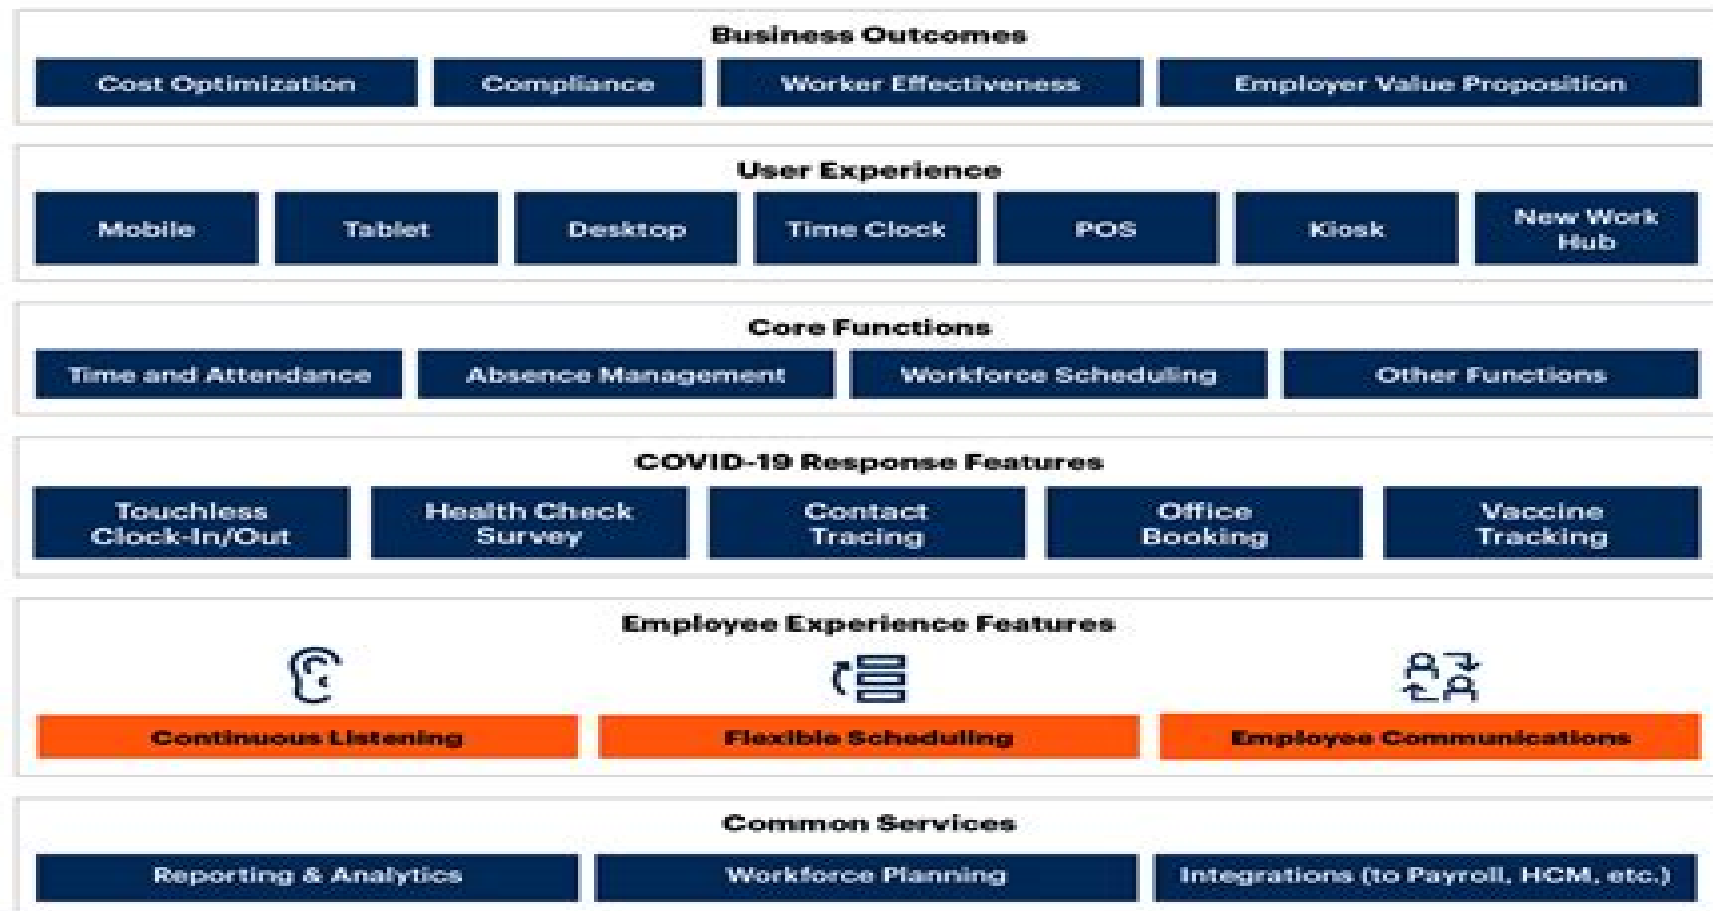 Business Outcomes
Cost Optimization
Compliance
Worker Effectiveness
Employer Value Proposition
User Experience
Mobile
Tablet
Desktop
Time Clock
POS
Kiosk
New Work
Hub
Core Functions
Time and Attendance
Absence Management
Workforce Scheduling
Other Functions
COVID-19 Response Features
Touchless
Clock-In/Out
Health Check
Survey
Contact
Tracing
Office
Booking
Vaccine
Tracking
Employee Experience Features
Continuous Listening
Flexible Scheduling
Employee Communications
Common Services
Reporting & Analytics
Workforce Planning
Integrations (to Payroll, HCM, etc.)